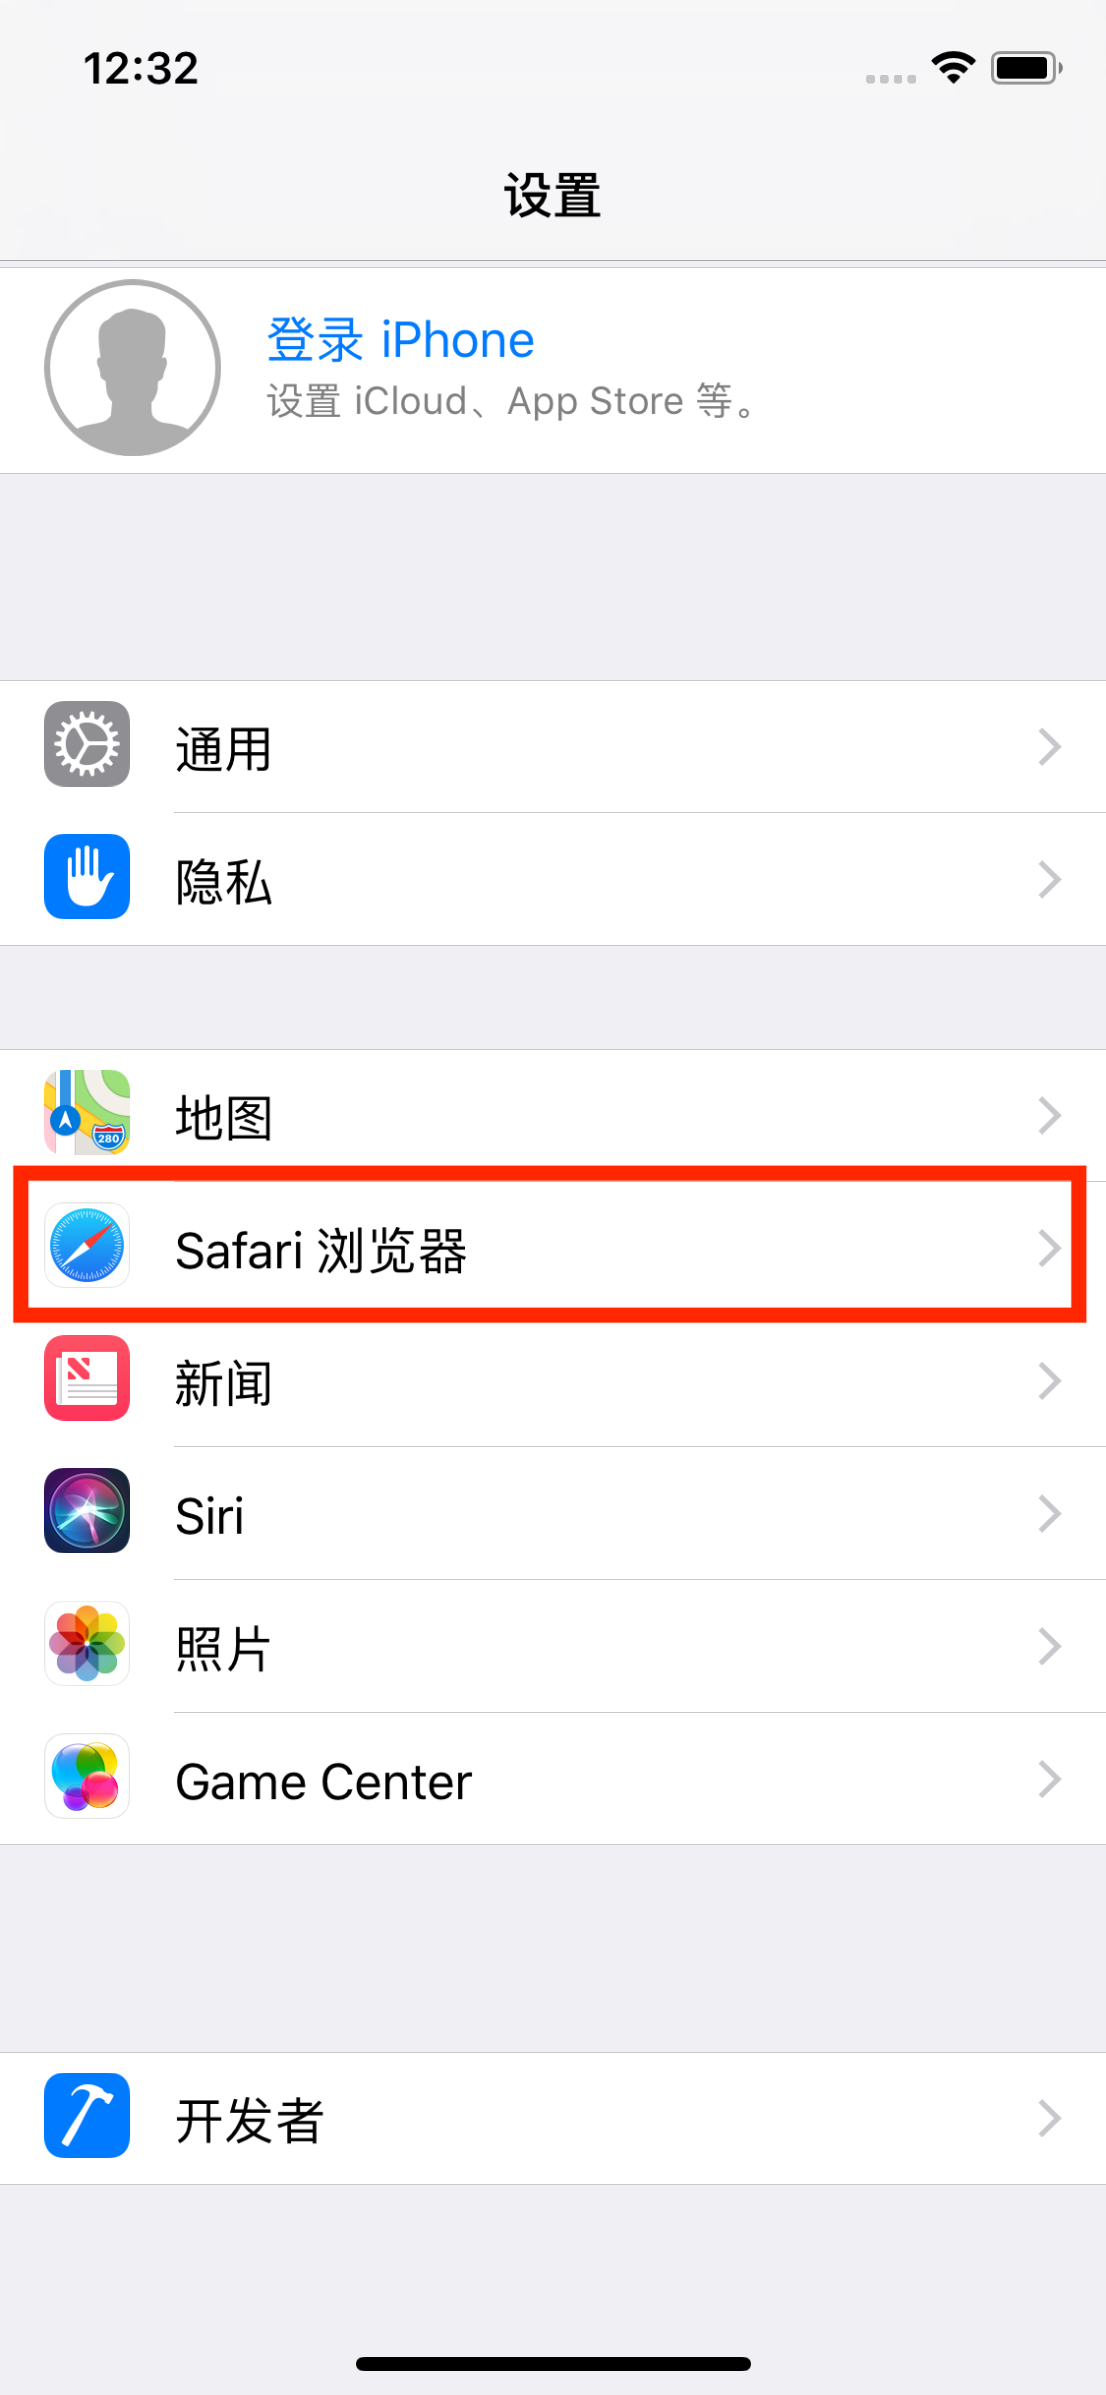 12:32
设置
登录 iPhone
设置 iCloud、App Store 等。
通用
隐私
地图
280
Safari 浏览器
新闻
Siri
照片
Game Center
开发者